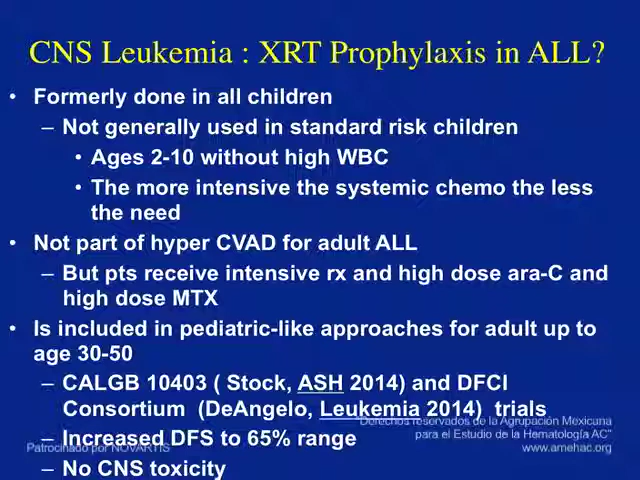 CNS Leukemia : XRT Prophylaxis in ALL?
• Formerly done in all children
– Not generally used in standard risk children
• Ages 2-10 without high WBC
• The more intensive the systemic chemo the less
the need
• Not part of hyper CVAD for adult ALL
– But pts receive intensive rx and high dose ara-C and
high dose MTX
• Is included in pediatric-like approaches for adult up to
age 30-50
– CALGB 10403 ( Stock, ASH 2014) and DFCI
Consortium (DeAngelo, Leukemia 2014) trials
"Derechos reservados de la Agrupación Mexicana
para el Estudio de la Hematología AC"
– Increased DFS to 65% range
Patrocinado por NOVARTIS
www.amehac.org
– No CNS toxicity